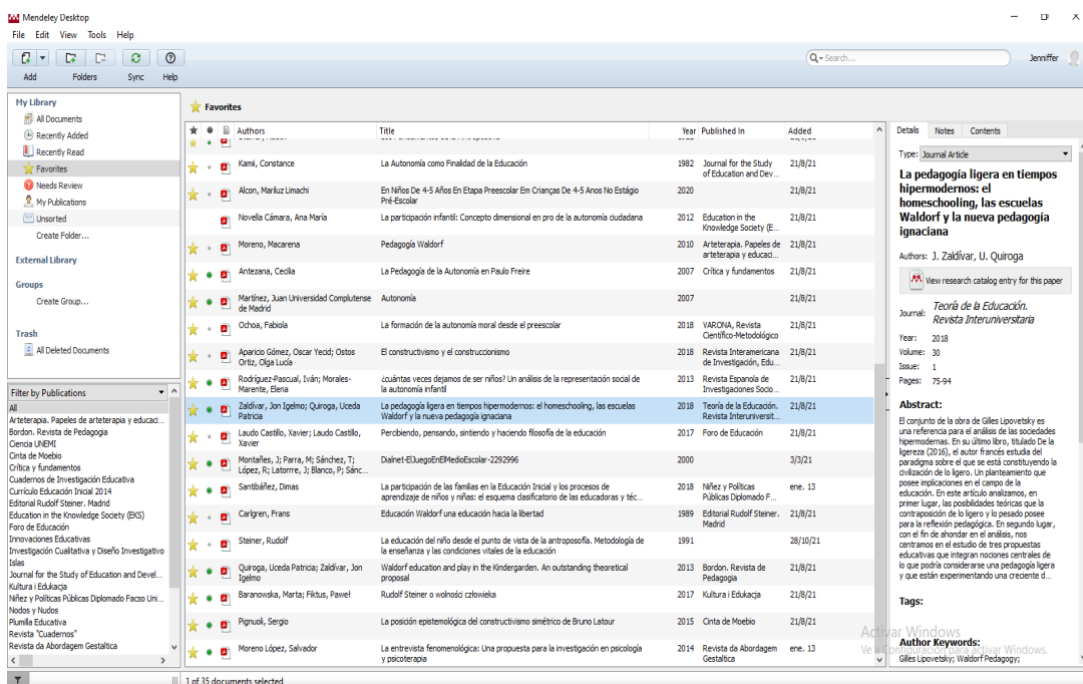 Mendeley Desktop
File Edit View Tools Help
Search...
Jenniffer
Add Folders Sync Help
My Library
All Documents
Recently Added
Recently Read
Favorites
Needs Review
My Publications
Unsorted
Create Folder...
External Library
Groups
Create Group...
Trash
All Deleted Documents
Filter by Publications
All
Arteterapia. Papeles de arteterapia y educaci...
Bordon. Revista de Pedagogia
Ciencia UNEMI
Cinta de Moebio
Crítica y fundamentos
Cuadernos de Investigación Educativa
Currículo Educación Inicial 2014
Editorial Rudolf Steiner. Madrid
Education in the Knowledge Society (EKS)
Foro de Educación
Innovaciones Educativas
Investigación Cualitativa y Diseño Investigativo
Islas
Journal for the Study of Education and Devel...
Kultura i Edukacja
Niñez y Políticas Públicas Diplomado Facso Uni...
Nodos y Nudos
Plumilla Educativa
Revista "Cuadernos"
Revista da Abordagem Gestaltica
Favorites
Authors Title Year Published In Added
Kamii, Constance La Autonomía como Finalidad de la Educación 1982 Journal for the Study 21/8/21
of Education and Dev...
Alcon, Mariluz Limachi En Niños De 4-5 Años En Etapa Preescolar Em Crianças De 4-5 Anos No Estágio 2020 21/8/21
Pré-Escolar
Novella Cámara, Ana María La participación infantil: Concepto dimensional en pro de la autonomía ciudadana 2012 Education in the 21/8/21
Knowledge Society (E...
Moreno, Macarena Pedagogía Waldorf 2010 Arteterapia. Papeles de 21/8/21
arteterapia y educaci...
Antezana, Cecilia La Pedagogía de la Autonomía en Paulo Freire 2007 Crítica y fundamentos 21/8/21
Martínez, Juan Universidad Complutense Autonomía 2007 21/8/21
de Madrid
Ochoa, Fabiola La formación de la autonomía moral desde el preescolar 2018 VARONA, Revista 21/8/21
Científico-Metodológico
Aparicio Gómez, Oscar Yecid; Ostos El constructivismo y el construccionismo 2018 Revista Interamericana 21/8/21
Ortiz, Olga Lucía de Investigación, Edu...
Rodríguez-Pascual, Iván; Morales- ¿cuántas veces dejamos de ser niños? Un análisis de la representación social de 2013 Revista Espanola de 21/8/21
Marente, Elena la autonomía infantil Investigaciones Socio...
Zaldívar, Jon Igelmo; Quiroga, Uceda La pedagogía ligera en tiempos hipermodernos: el homeschooling, las escuelas 2018 Teoría de la Educación. 21/8/21
Patricia Waldorf y la nueva pedagogía ignaciana Revista Interuniversit...
Laudo Castillo, Xavier; Laudo Castillo, Percibiendo, pensando, sintiendo y haciendo filosofía de la educación 2017 Foro de Educación 21/8/21
Xavier
Montañes, J; Parra, M; Sánchez, T; Dialnet-ElJuegoEnElMedioEscolar-2292996 2000 3/3/21
López, R; Latorrre, J; Blanco, P; Sánc...
Santibáñez, Dimas La participación de las familias en la Educación Inicial y los procesos de 2018 Niñez y Políticas ene. 13
aprendizaje de niños y niñas: el esquema clasificatorio de las educadoras y téc... Públicas Diplomado F...
Carlgren, Frans Educación Waldorf una educación hacia la libertad 1989 Editorial Rudolf Steiner. 21/8/21
Madrid
Steiner, Rudolf La educación del niño desde el punto de vista de la antroposofía. Metodología de 1991 28/10/21
la enseñanza y las condiciones vitales de la educación
Quiroga, Uceda Patricia; Zaldívar, Jon Waldorf education and play in the Kindergarden. An outstanding theoretical 2013 Bordon. Revista de 21/8/21
Igelmo proposal Pedagogia
Baranowska, Marta; Fiktus, Paweł Rudolf Steiner o wolności człowieka 2017 Kultura i Edukacja 21/8/21
Pignuoli, Sergio La posición epistemológica del constructivismo simétrico de Bruno Latour 2015 Cinta de Moebio 21/8/21
Moreno López, Salvador La entrevista fenomenológica: Una propuesta para la investigación en psicología 2014 Revista da Abordagem ene. 13
y psicoterapia Gestaltica
1 of 35 documents selected
Details Notes Contents
Type: Journal Article
La pedagogía ligera en tiempos
hipermodernos: el
homeschooling, las escuelas
Waldorf y la nueva pedagogía
ignaciana
Authors: J. Zaldívar, U. Quiroga
View research catalog entry for this paper
Journal: Teoría de la Educación.
Revista Interuniversitaria
Year: 2018
Volume: 30
Issue: 1
Pages: 75-94
Abstract:
El conjunto de la obra de Gilles Lipovetsky es
una referencia para el análisis de las sociedades
hipermodernas. En su último libro, titulado De la
ligereza (2016), el autor francés estudia del
paradigma sobre el que se está constituyendo la
civilización de lo ligero. Un planteamiento que
posee implicaciones en el campo de la
educación. En este artículo analizamos, en
primer lugar, las posibilidades teóricas que la
contraposición de lo ligero y lo pesado posee
para la reflexión pedagógica. En segundo lugar,
con el fin de ahondar en el análisis, nos
centramos en el estudio de tres propuestas
educativas que integran nociones centrales de
lo que podría considerarse una pedagogía ligera
y que están experimentando una creciente d...
Tags:
Author Keywords:
Gilles Lipovetsky; Waldorf Pedagogy;
Activar Windows
Ve a Configuración para activar Windows.